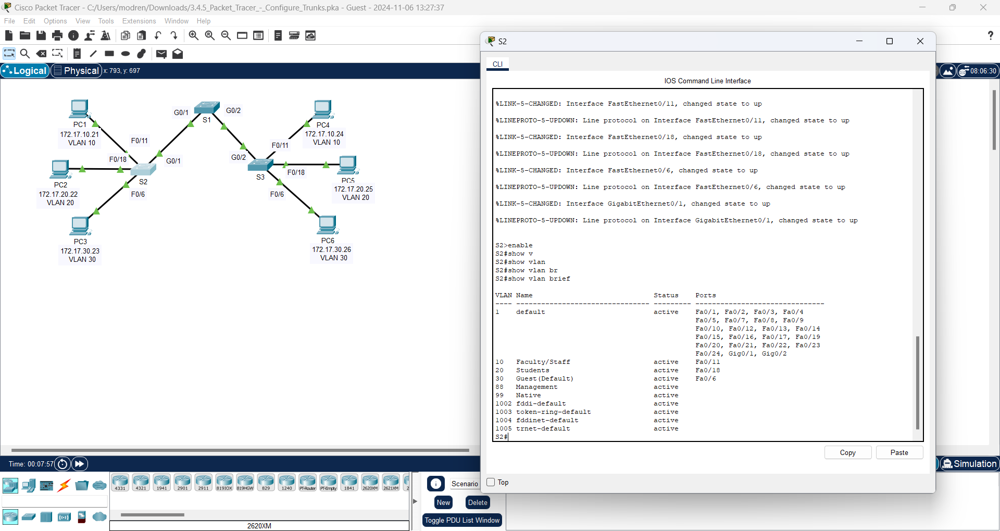 Cisco Packet Tracer - C:/Users/modren/Downloads/3.4.5_Packet_Tracer_-_Configure_Trunks.pka - Guest - 2024-11-06 13:27:37
File Edit Options View Tools Extensions Window Help
Logical Physical x: 793, y: 697
08:06:30
PC1
172.17.10.21
VLAN 10
PC2
172.17.20.22
VLAN 20
PC3
172.17.30.23
VLAN 30
F0/11
F0/18
F0/6
S2
G0/1
G0/1
S1
G0/2
G0/2
S3
F0/11
F0/18
F0/6
PC4
172.17.10.24
VLAN 10
PC5
172.17.20.25
VLAN 20
PC6
172.17.30.26
VLAN 30
S2
CLI
IOS Command Line Interface
%LINK-5-CHANGED: Interface FastEthernet0/11, changed state to up
%LINEPROTO-5-UPDOWN: Line protocol on Interface FastEthernet0/11, changed state to up
%LINK-5-CHANGED: Interface FastEthernet0/18, changed state to up
%LINEPROTO-5-UPDOWN: Line protocol on Interface FastEthernet0/18, changed state to up
%LINK-5-CHANGED: Interface FastEthernet0/6, changed state to up
%LINEPROTO-5-UPDOWN: Line protocol on Interface FastEthernet0/6, changed state to up
%LINK-5-CHANGED: Interface GigabitEthernet0/1, changed state to up
%LINEPROTO-5-UPDOWN: Line protocol on Interface GigabitEthernet0/1, changed state to up
S2>enable
S2#show v
S2#show vlan
S2#show vlan br
S2#show vlan brief
VLAN Name Status Ports
---- -------------------------------- --------- -------------------------------
1 default active Fa0/1, Fa0/2, Fa0/3, Fa0/4
Fa0/5, Fa0/7, Fa0/8, Fa0/9
Fa0/10, Fa0/12, Fa0/13, Fa0/14
Fa0/15, Fa0/16, Fa0/17, Fa0/19
Fa0/20, Fa0/21, Fa0/22, Fa0/23
Fa0/24, Gig0/1, Gig0/2
10 Faculty/Staff active Fa0/11
20 Students active Fa0/18
30 Guest(Default) active Fa0/6
88 Management active
99 Native active
1002 fddi-default active
1003 token-ring-default active
1004 fddinet-default active
1005 trnet-default active
S2#
Copy Paste
Top
Time: 00:07:57
Simulation
4331 4321 1941 2901 2911 819IOX 819HGW 829 1240 PT-Router PT-Empty 1841 2620XM 2621XM 2
2620XM
Scenario
New Delete
Toggle PDU List Window